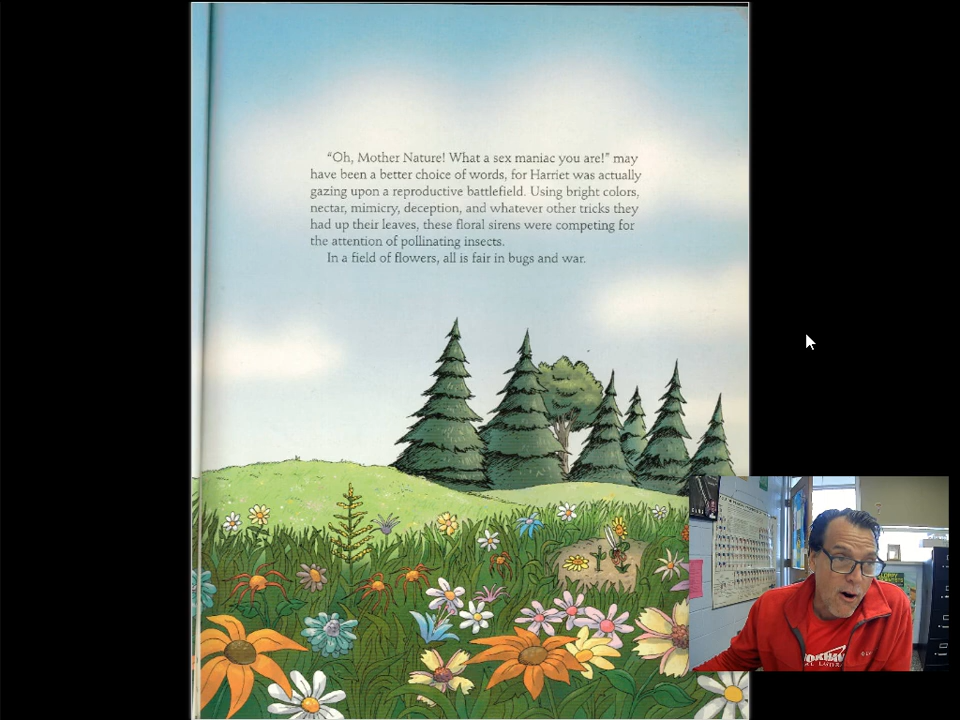 “Oh, Mother Nature! What a sex maniac you are!” may
have been a better choice of words, for Harriet was actually
gazing upon a reproductive battlefield. Using bright colors,
nectar, mimicry, deception, and whatever other tricks they
had up their leaves, these floral sirens were competing for
the attention of pollinating insects.
In a field of flowers, all is fair in bugs and war.